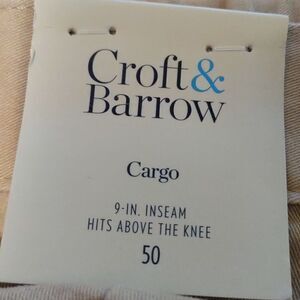 Croft&
Barrow
Cargo
9-IN. INSEAM
HITS ABOVE THE KNEE
50